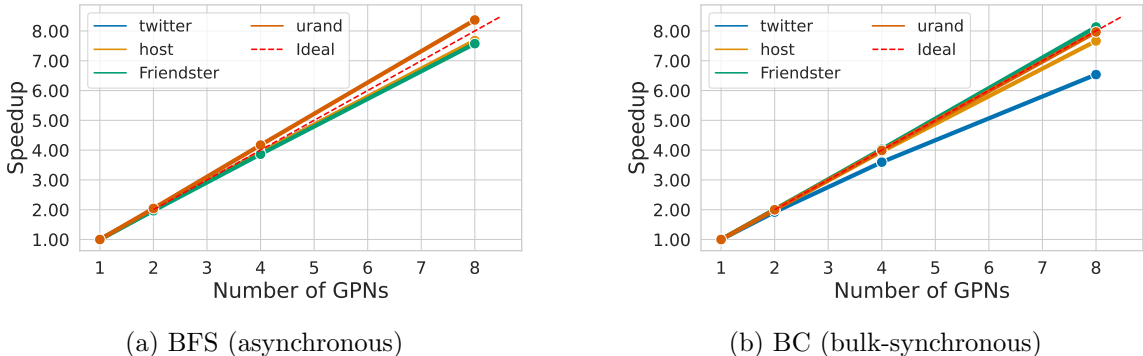 twitter
host
Friendster
urand
Ideal
8.00
7.00
6.00
5.00
4.00
3.00
2.00
1.00
Speedup
1 2 3 4 5 6 7 8
Number of GPNs
(a) BFS (asynchronous)
twitter
host
Friendster
urand
Ideal
8.00
7.00
6.00
5.00
4.00
3.00
2.00
1.00
Speedup
1 2 3 4 5 6 7 8
Number of GPNs
(b) BC (bulk-synchronous)